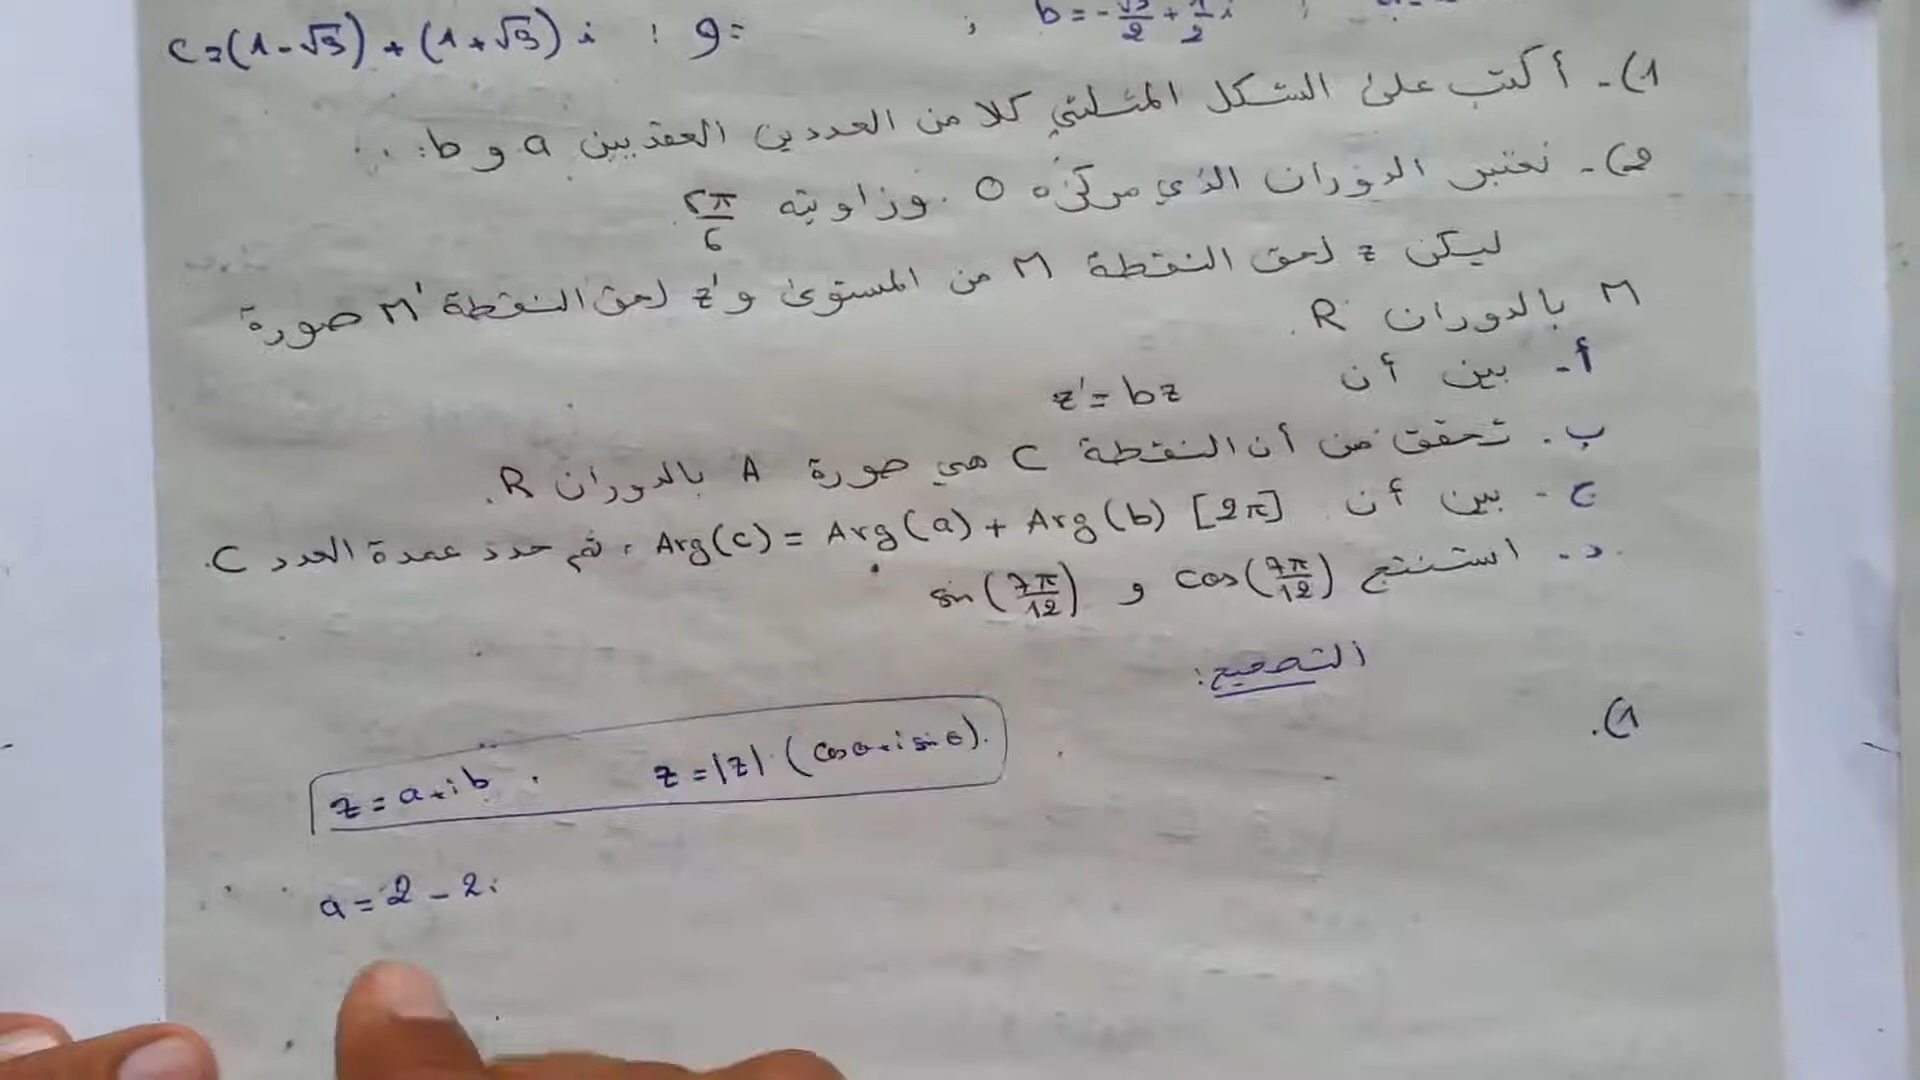 b = -√3/2 + 1/2 i ; و c = (1-√3) + (1+√3) i
1)- أكتب على الشكل المثلثي كلا من العددين العقديين a و b:
2)- نعتبر الدوران الذي مركزه O وزاويته 5π/6
ليكن z لحق النقطة M من المستوى و z' لحق النقطة M' صورة
M بالدوران R.
أ- بين أن z' = bz
ب. تحقق من أن النقطة C هي صورة A بالدوران R.
ج- بين أن Arg(c) = Arg(a) + Arg(b) [2π] ، ثم حدد عمدة العدد C.
د- استنتج cos(7π/12) و sin(7π/12)
التصحيح:
1).
z = a+ib . z = |z|. (cosθ+i sinθ).
a = 2 - 2i